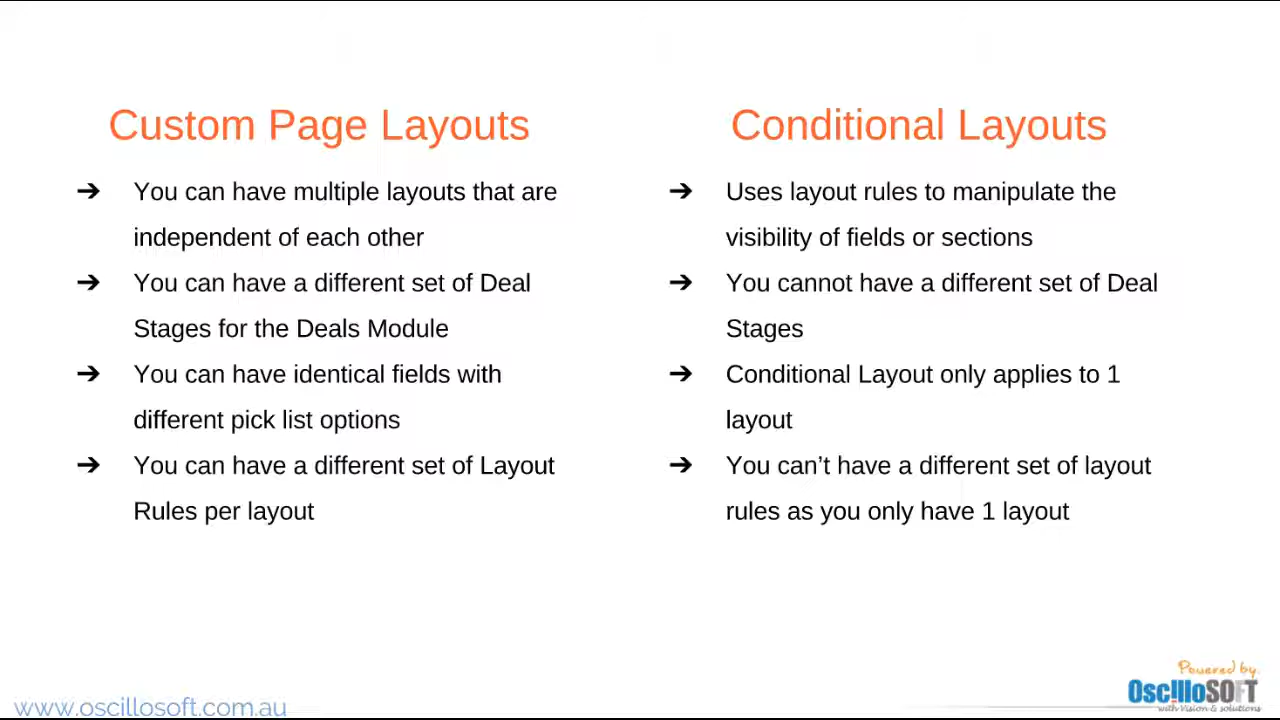 Custom Page Layouts
➔ You can have multiple layouts that are
independent of each other
➔ You can have a different set of Deal
Stages for the Deals Module
➔ You can have identical fields with
different pick list options
➔ You can have a different set of Layout
Rules per layout
Conditional Layouts
➔ Uses layout rules to manipulate the
visibility of fields or sections
➔ You cannot have a different set of Deal
Stages
➔ Conditional Layout only applies to 1
layout
➔ You can’t have a different set of layout
rules as you only have 1 layout
www.oscillosoft.com.au
Powered by.
OscilloSOFT
with Vision & solutions